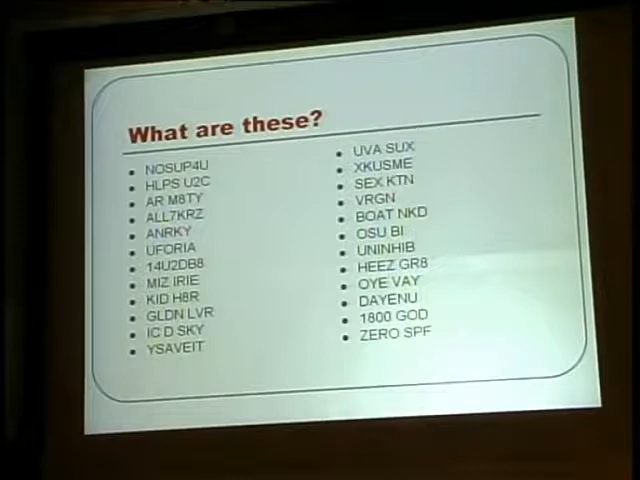 What are these?
• NOSUP4U
• HLPS U2C
• AR M8TY
• ALL7KRZ
• ANRKY
• UFORIA
• 14U2DB8
• MIZ IRIE
• KID H8R
• GLDN LVR
• IC D SKY
• YSAVEIT
• UVA SUX
• XKUSME
• SEX KTN
• VRGN
• BOAT NKD
• OSU BI
• UNINHIB
• HEEZ GR8
• OYE VAY
• DAYENU
• 1800 GOD
• ZERO SPF